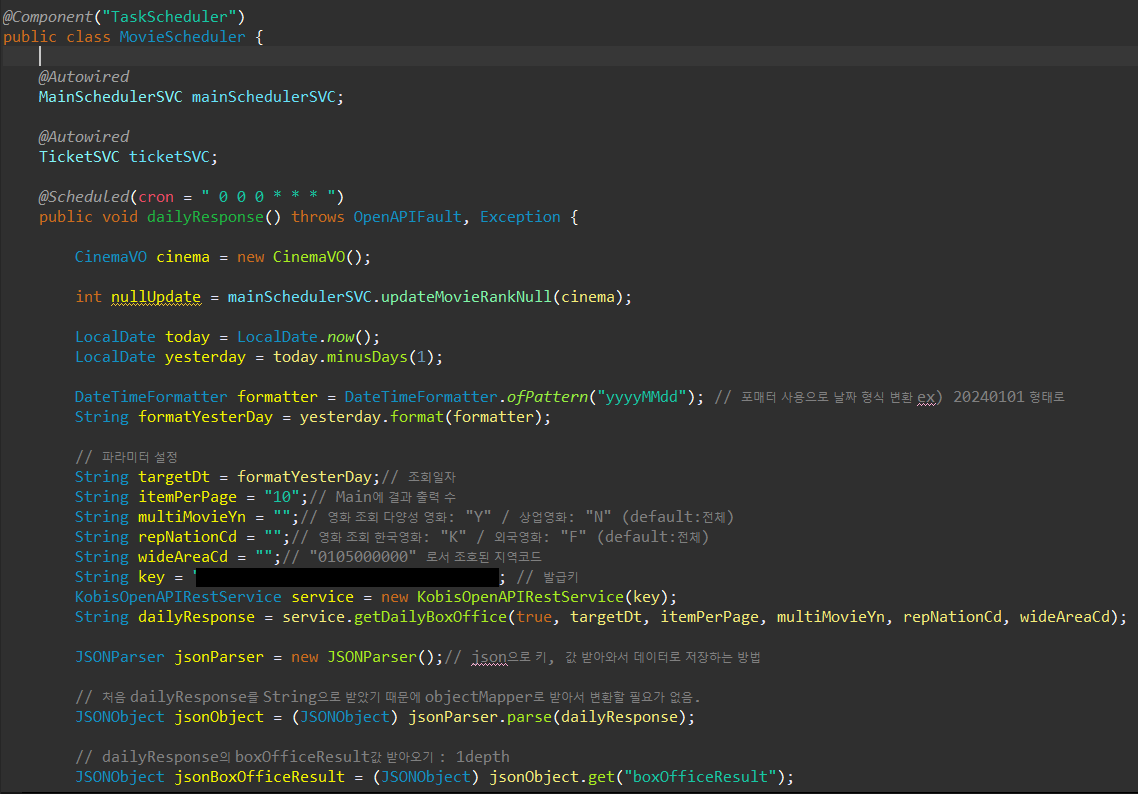 @Component("TaskScheduler")
public class MovieScheduler {
@Autowired
MainSchedulerSVC mainSchedulerSVC;
@Autowired
TicketSVC ticketSVC;
@Scheduled(cron = " 0 0 0 * * * ")
public void dailyResponse() throws OpenAPIFault, Exception {
CinemaVO cinema = new CinemaVO();
int nullUpdate = mainSchedulerSVC.updateMovieRankNull(cinema);
LocalDate today = LocalDate.now();
LocalDate yesterday = today.minusDays(1);
DateTimeFormatter formatter = DateTimeFormatter.ofPattern("yyyyMMdd"); // 포매터 사용으로 날짜 형식 변환 ex) 20240101 형태로
String formatYesterDay = yesterday.format(formatter);
// 파라미터 설정
String targetDt = formatYesterDay;// 조회일자
String itemPerPage = "10";// Main에 결과 출력 수
String multiMovieYn = "";// 영화 조회 다양성 영화: "Y" / 상업영화: "N" (default:전체)
String repNationCd = "";// 영화 조회 한국영화: "K" / 외국영화: "F" (default:전체)
String wideAreaCd = "";// "0105000000" 로서 조호된 지역코드
String key = "; // 발급키
KobisOpenAPIRestService service = new KobisOpenAPIRestService(key);
String dailyResponse = service.getDailyBoxOffice(true, targetDt, itemPerPage, multiMovieYn, repNationCd, wideAreaCd);
JSONParser jsonParser = new JSONParser();// json으로 키, 값 받아와서 데이터로 저장하는 방법
// 처음 dailyResponse를 String으로 받았기 때문에 objectMapper로 받아서 변환할 필요가 없음.
JSONObject jsonObject = (JSONObject) jsonParser.parse(dailyResponse);
// dailyResponse의 boxOfficeResult값 받아오기 : 1depth
JSONObject jsonBoxOfficeResult = (JSONObject) jsonObject.get("boxOfficeResult");